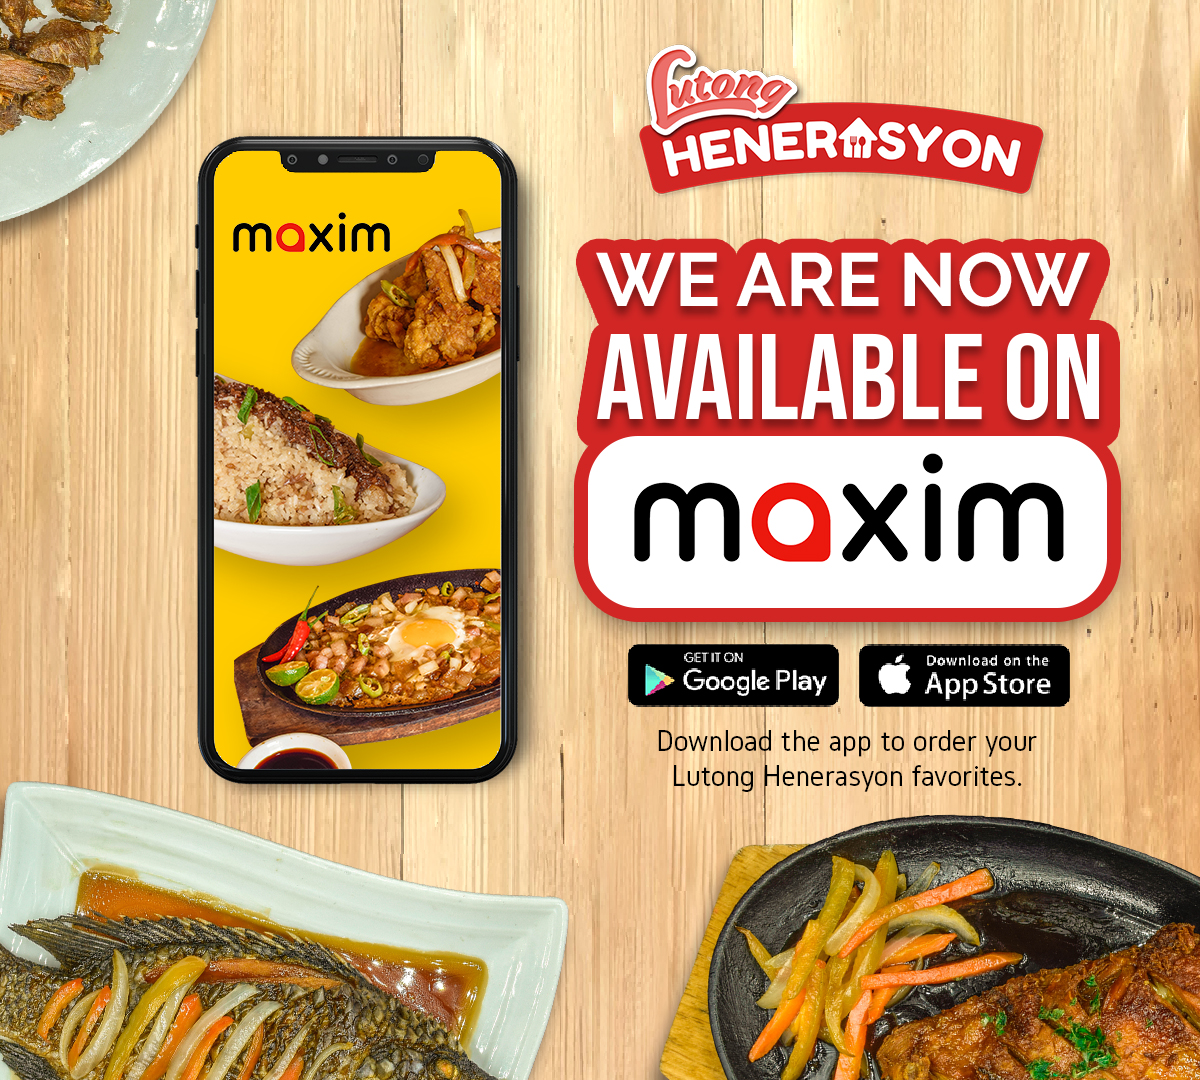 maxim
Lutong
HENERASYON
WE ARE NOW
AVAILABLE ON
maxim
GET IT ON
Google Play
Download on the
App Store
Download the app to order your
Lutong Henerasyon favorites.